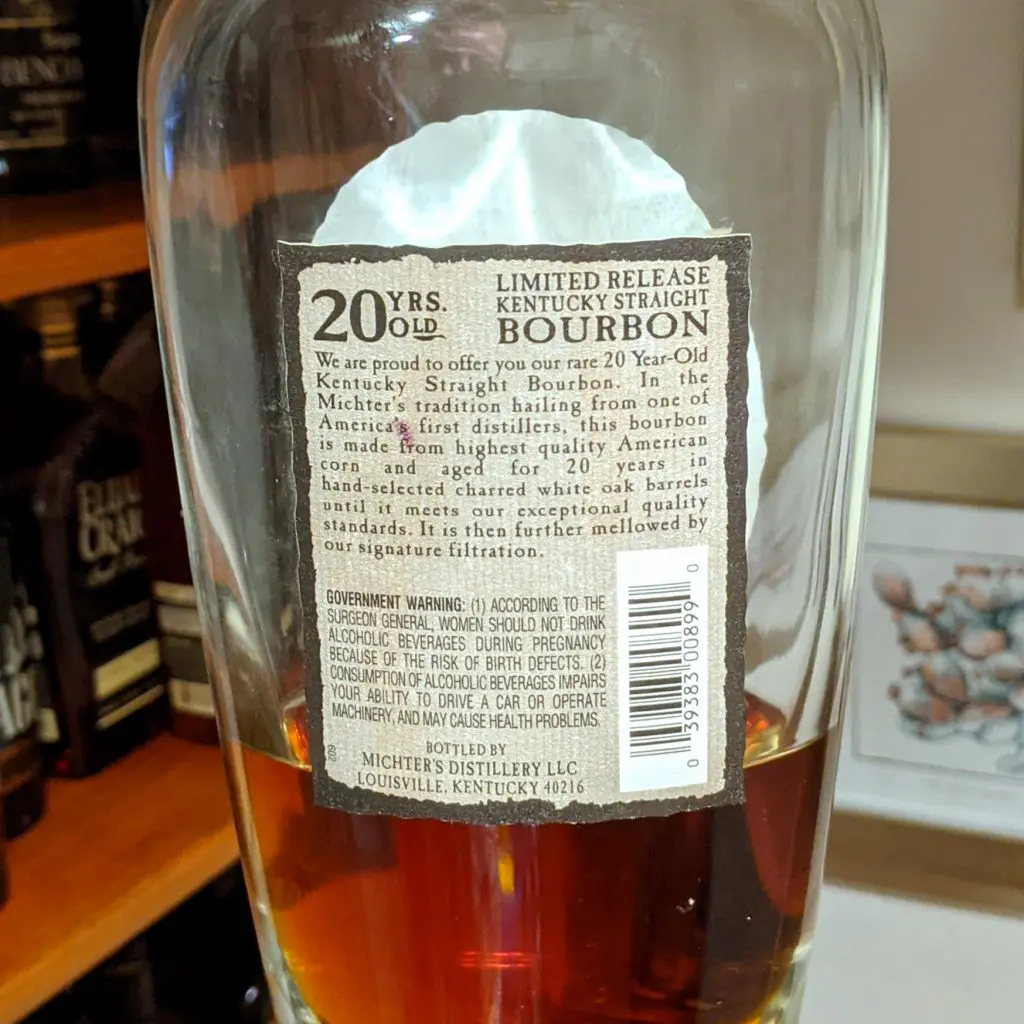 20 YRS. OLD
LIMITED RELEASE
KENTUCKY STRAIGHT
BOURBON
We are proud to offer you our rare 20 Year-Old
Kentucky Straight Bourbon. In the
Michter's tradition hailing from one of
America's first distillers, this bourbon
is made from highest quality American
corn and aged for 20 years in
hand-selected charred white oak barrels
until it meets our exceptional quality
standards. It is then further mellowed by
our signature filtration.
GOVERNMENT WARNING: (1) ACCORDING TO THE
SURGEON GENERAL, WOMEN SHOULD NOT DRINK
ALCOHOLIC BEVERAGES DURING PREGNANCY
BECAUSE OF THE RISK OF BIRTH DEFECTS. (2)
CONSUMPTION OF ALCOHOLIC BEVERAGES IMPAIRS
YOUR ABILITY TO DRIVE A CAR OR OPERATE
MACHINERY, AND MAY CAUSE HEALTH PROBLEMS.
BOTTLED BY
MICHTER'S DISTILLERY LLC
LOUISVILLE, KENTUCKY 40216
0 39383 00899 0
ELIJAH
CRAIG